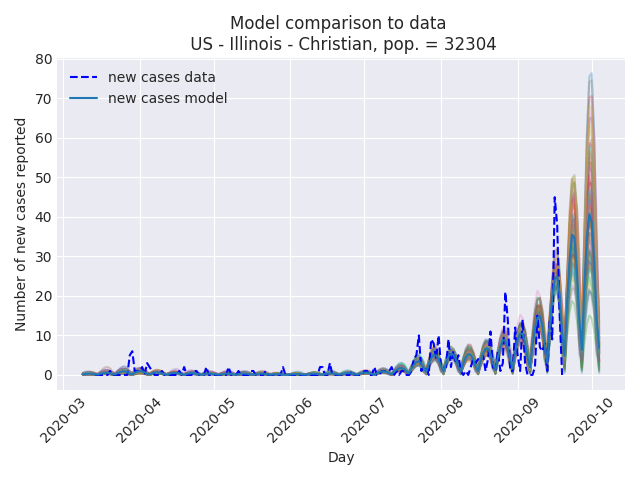 Model comparison to data
US - Illinois - Christian, pop. = 32304
new cases data
new cases model
Number of new cases reported
80
70
60
50
40
30
20
10
0
2020-03
2020-04
2020-05
2020-06
2020-07
2020-08
2020-09
2020-10
Day